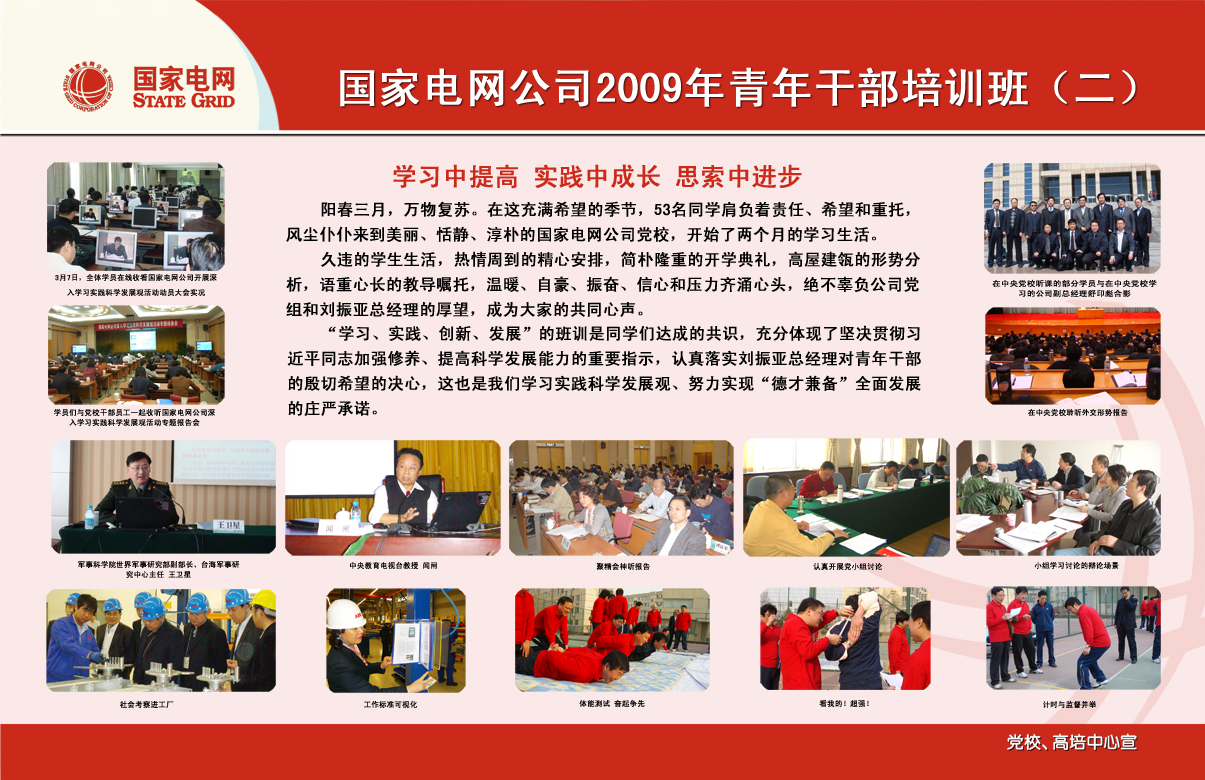 国家电网
STATE GRID
国家电网公司2009年青年干部培训班（二）
学习中提高 实践中成长 思索中进步
阳春三月，万物复苏。在这充满希望的季节，53名同学肩负着责任、希望和重托，
风尘仆仆来到美丽、恬静、淳朴的国家电网公司党校，开始了两个月的学习生活。
久违的学生生活，热情周到的精心安排，简朴隆重的开学典礼，高屋建瓴的形势分
析，语重心长的教导嘱托，温暖、自豪、振奋、信心和压力齐涌心头，绝不辜负公司党
组和刘振亚总经理的厚望，成为大家的共同心声。
“学习、实践、创新、发展”的班训是同学们达成的共识，充分体现了坚决贯彻习
近平同志加强修养、提高科学发展能力的重要指示，认真落实刘振亚总经理对青年干部
的殷切希望的决心，这也是我们学习实践科学发展观、努力实现“德才兼备”全面发展
的庄严承诺。
3月7日，全体学员在线收看国家电网公司开展深
入学习实践科学发展观活动动员大会实况
学员们与党校干部员工一起收听国家电网公司深
入学习实践科学发展观活动专题报告会
在中央党校听课的部分学员与在中央党校学
习的公司副总经理舒印彪合影
在中央党校聆听外交形势报告
王卫星
闻闸
军事科学院世界军事研究部副部长、台海军事研
究中心主任 王卫星
中央教育电视台教授 闻闸
聚精会神听报告
认真开展党小组讨论
小组学习讨论的辩论场景
社会考察进工厂
工作标准可视化
体能测试 奋起争先
看我的！超强！
计时与监督并举
党校、高培中心宣